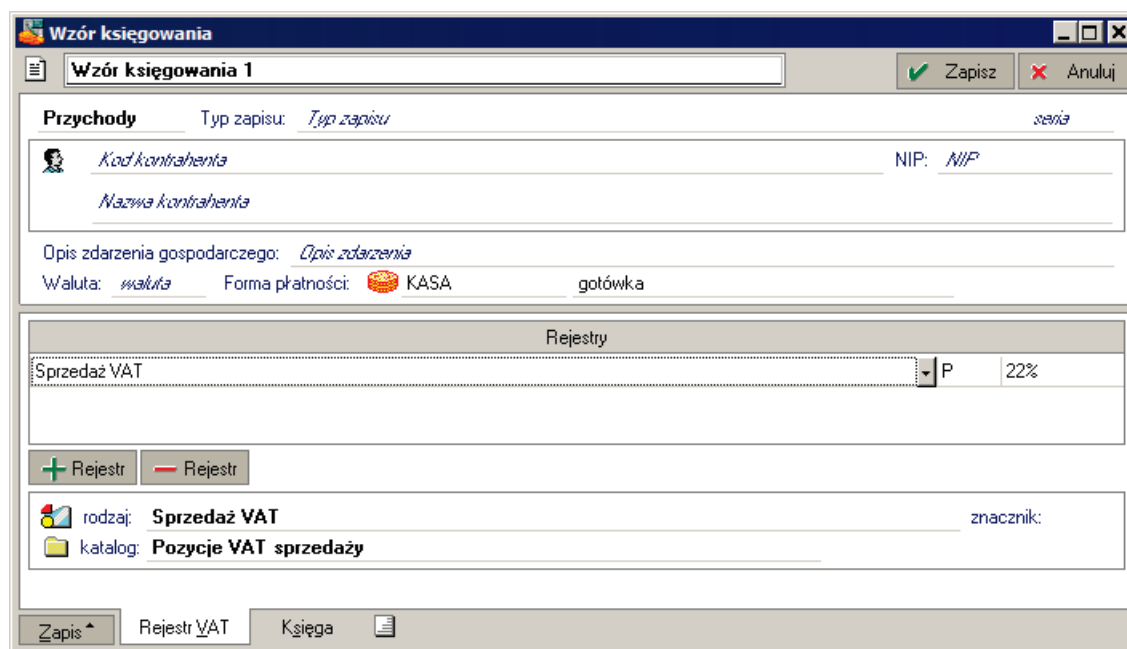 Wzór księgowania
Wzór księgowania 1 Zapisz Anuluj
Przychody Typ zapisu: Typ zapisu seria
Kod kontrahenta NIP: NIP
Nazwa kontrahenta
Opis zdarzenia gospodarczego: Opis zdarzenia
Waluta: waluta Forma płatności: KASA gotówka
Rejestry
Sprzedaż VAT P 22%
Rejestr Rejestr
rodzaj: Sprzedaż VAT znacznik:
katalog: Pozycje VAT sprzedaży
Zapis Rejestr VAT Księga